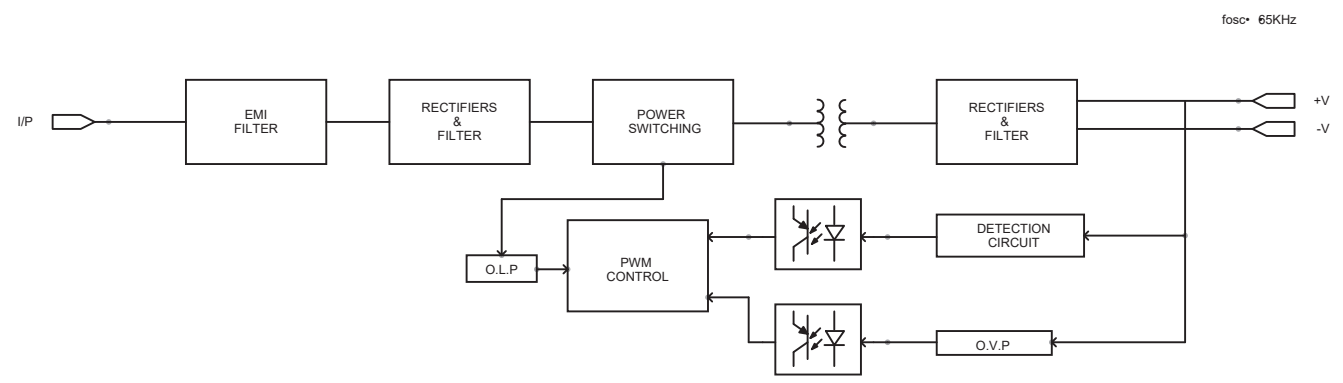 fosc• 65KHz
I/P
EMI
FILTER
RECTIFIERS
&
FILTER
POWER
SWITCHING
RECTIFIERS
&
FILTER
+V
-V
DETECTION
CIRCUIT
O.L.P
PWM
CONTROL
O.V.P